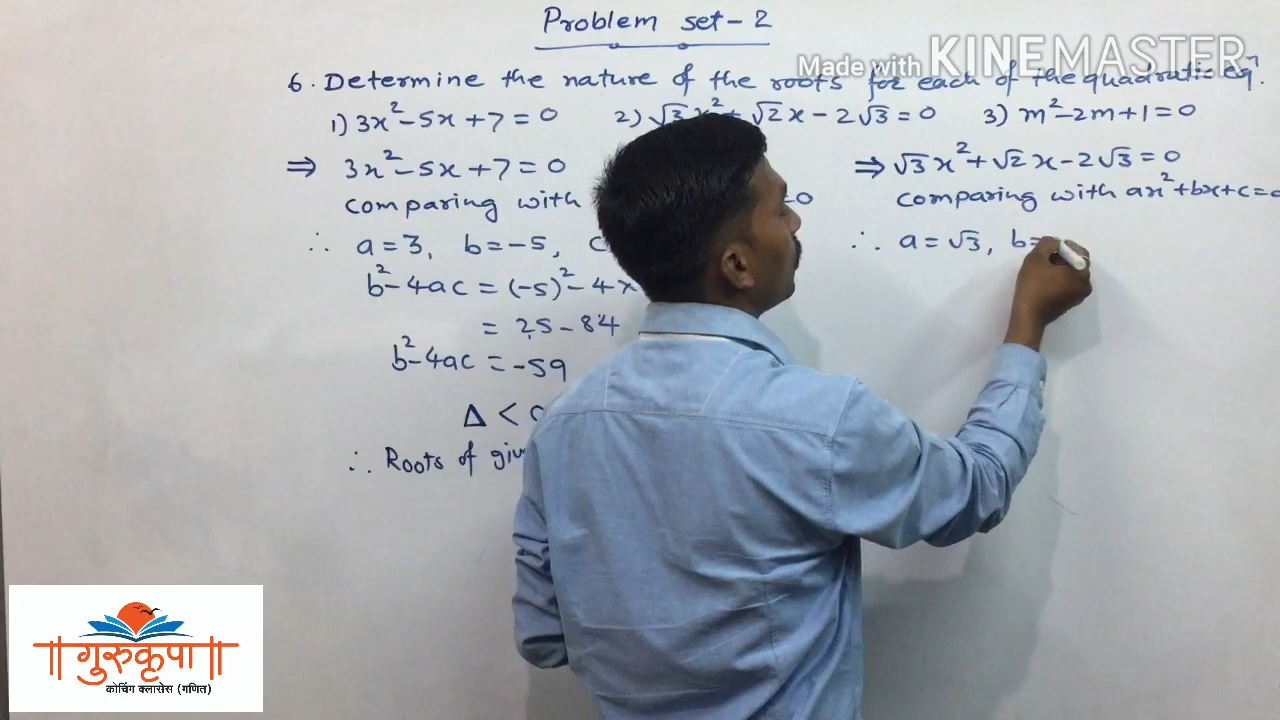 Problem set - 2
Made with KINEMASTER
6. Determine the nature of the roots for each of the quadratic eqⁿ.
1) 3x² - 5x + 7 = 0 2) √3 x² + √2 x - 2√3 = 0 3) m² - 2m + 1 = 0
⇒ 3x² - 5x + 7 = 0
comparing with =0
∴ a = 3, b = -5, c
b² - 4ac = (-5)² - 4 x
= 25 - 84
b² - 4ac = -59
Δ < 0
∴ Roots of
⇒ √3 x² + √2 x - 2√3 = 0
comparing with ax² + bx + c = 0
∴ a = √3, b =
गुरुकृपा
कोचिंग क्लासेस (गणित)